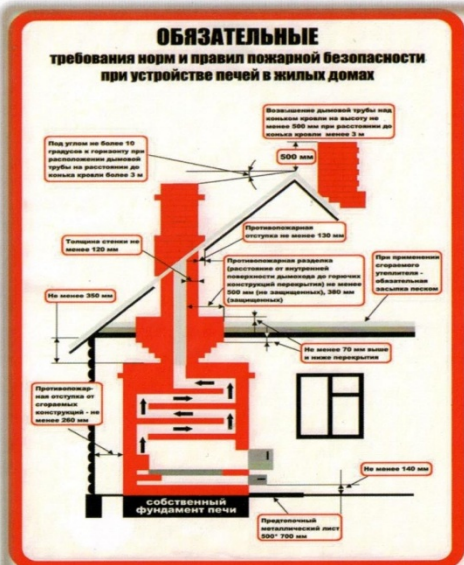 ОБЯЗАТЕЛЬНЫЕ
требования норм и правил пожарной безопасности
при устройстве печей в жилых домах
Возвышение дымовой трубы над
коньком кровли на высоту не
менее 500 мм при расстоянии до
конька кровли менее 3 м
Под углом не более 10
градусов к горизонту при
расположении дымовой
трубы на расстоянии до
конька кровли более 3 м
500 мм
Противопожарная
отступка не менее 130 мм
Толщина стенки не
менее 120 мм
Противопожарная разделка
(расстояние от внутренней
поверхности дымохода до горючих
конструкций перекрытия) не менее
500 мм (не защищенных), 380 мм
(защищенных)
При применении
сгораемого
утеплителя -
обязательная
засыпка песком
Не менее 350 мм
Не менее 70 мм выше
и ниже перекрытия
Противопожар-
ная отступка от
сгораемых
конструкций - не
менее 260 мм
Не менее 140 мм
собственный
фундамент печи
Предтопочный
металлический лист
500* 700 мм